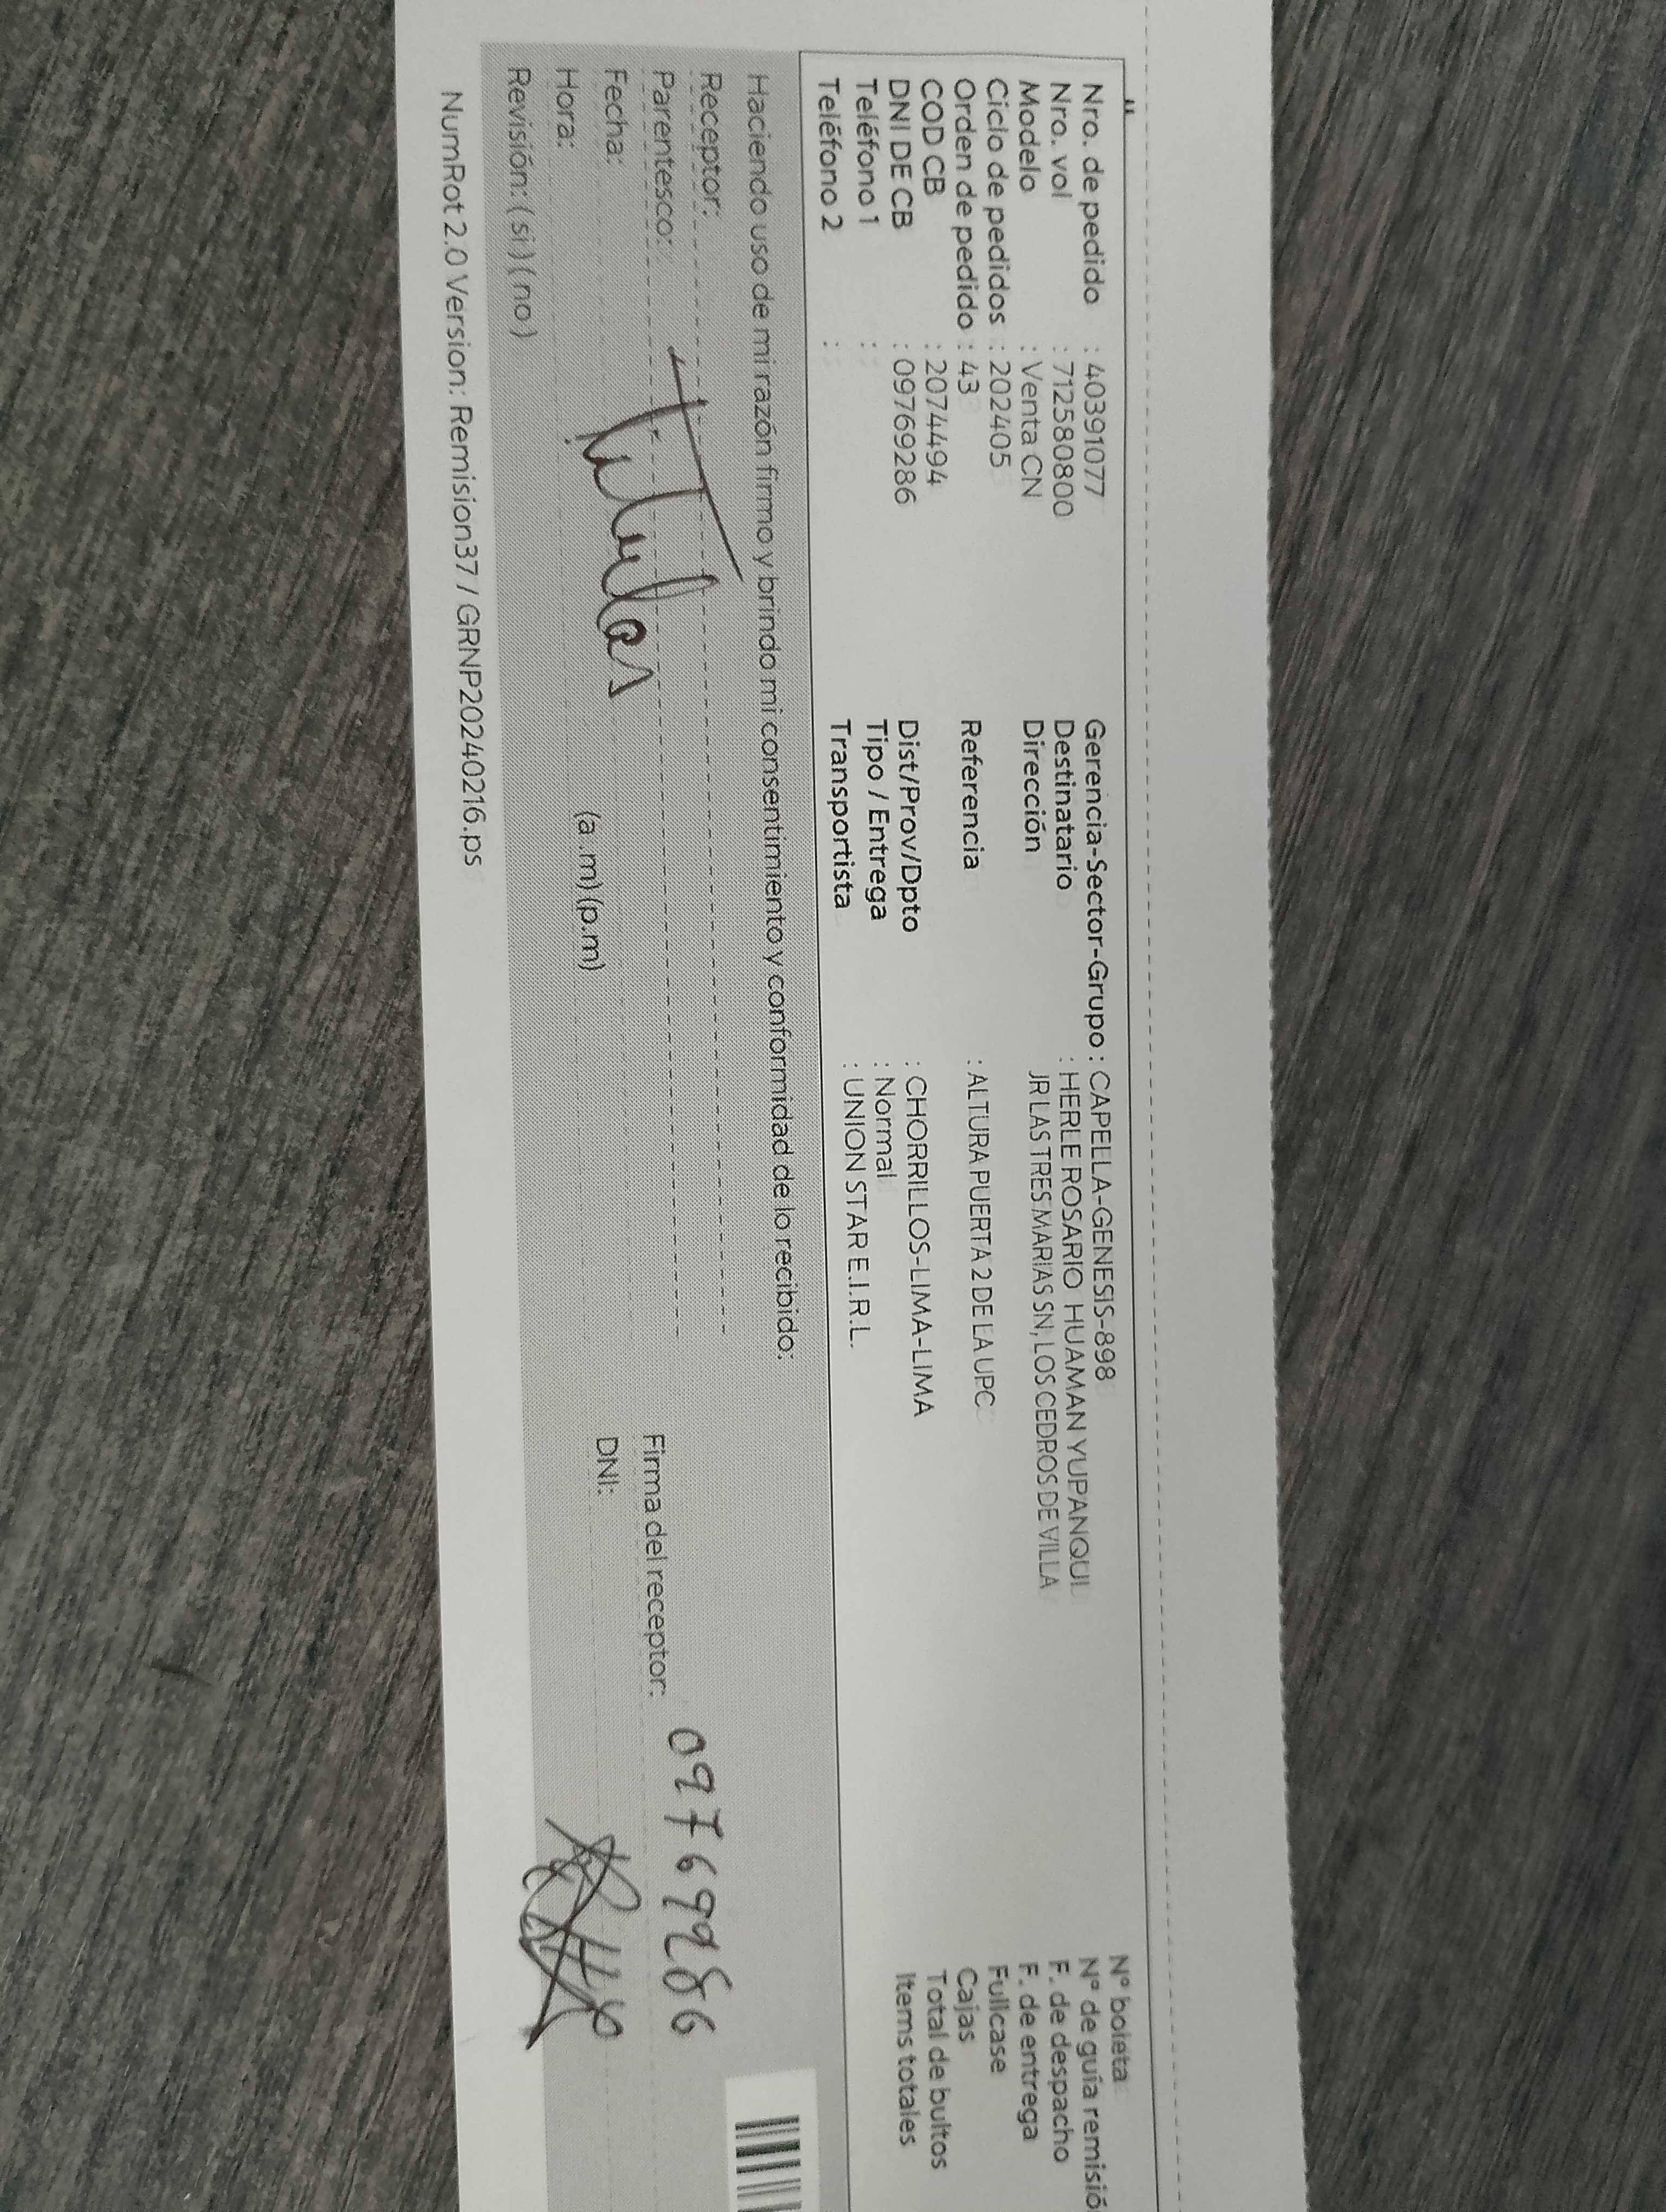 Nro. de pedido : 40391077
Nro. vol : 712580800
Modelo : Venta CN
Ciclo de pedidos : 202405
Orden de pedido : 43
COD CB : 2074494
DNI DE CB : 09769286
Teléfono 1 :
Teléfono 2 :
Gerencia-Sector-Grupo : CAPELLA-GENESIS-898
Destinatario : HERLE ROSARIO HUAMAN YUPANQUI
Dirección JR LAS TRES MARIAS SN, LOS CEDROS DE VILLA
Referencia : ALTURA PUERTA 2 DE LA UPC
Dist/Prov/Dpto : CHORRILLOS-LIMA-LIMA
Tipo / Entrega : Normal
Transportista : UNION STAR E.I.R.L.
N° boleta
N° de guía remisió
F. de despacho
F. de entrega
Fullcase
Cajas
Total de bultos
Items totales
Haciendo uso de mi razón firmo y brindo mi consentimiento y conformidad de lo recibido:
Receptor:
Parentesco:
Titular
Fecha:
Hora: (a.m) (p.m)
Revisión: ( si ) ( no )
09769286
Firma del receptor:
DNI:
NumRot 2.0 Version: Remision37 / GRNP20240216.ps